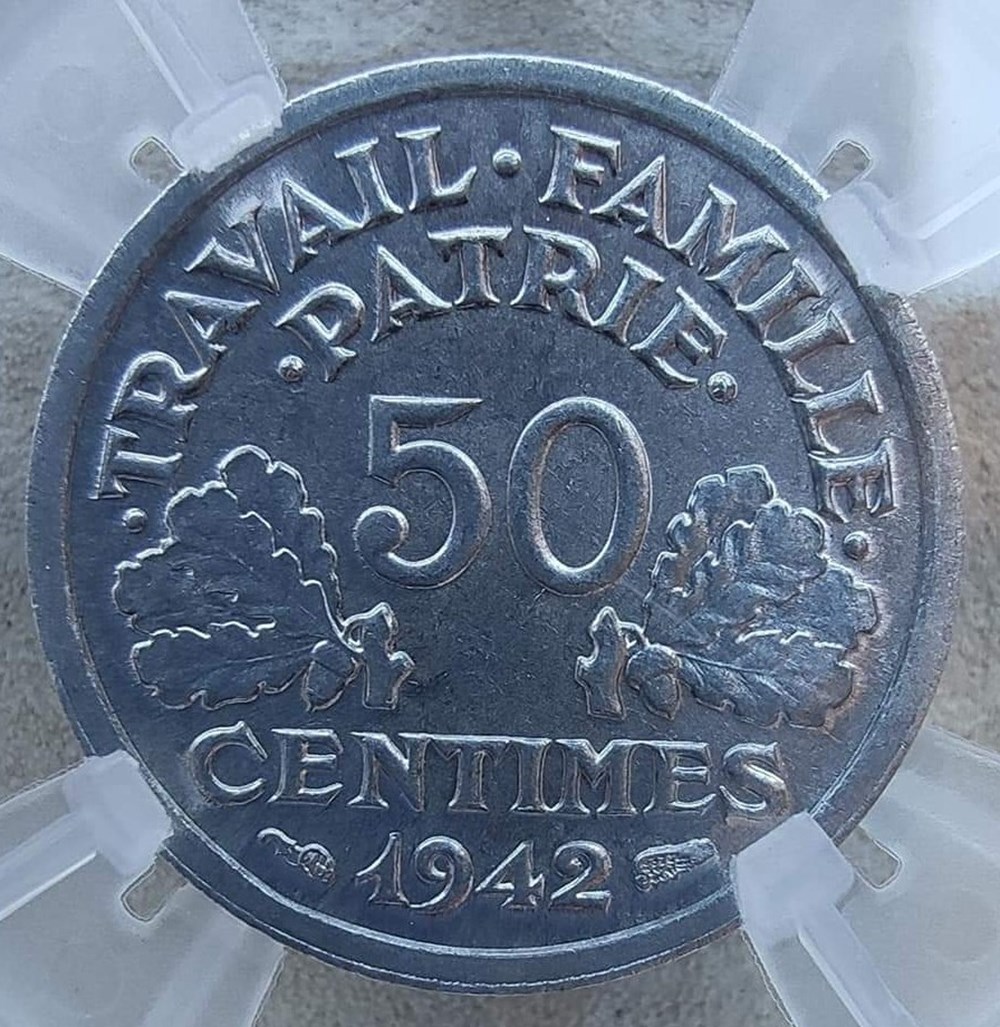 ·TRAVAIL·FAMILLE·
·PATRIE·
50
CENTIMES
1942